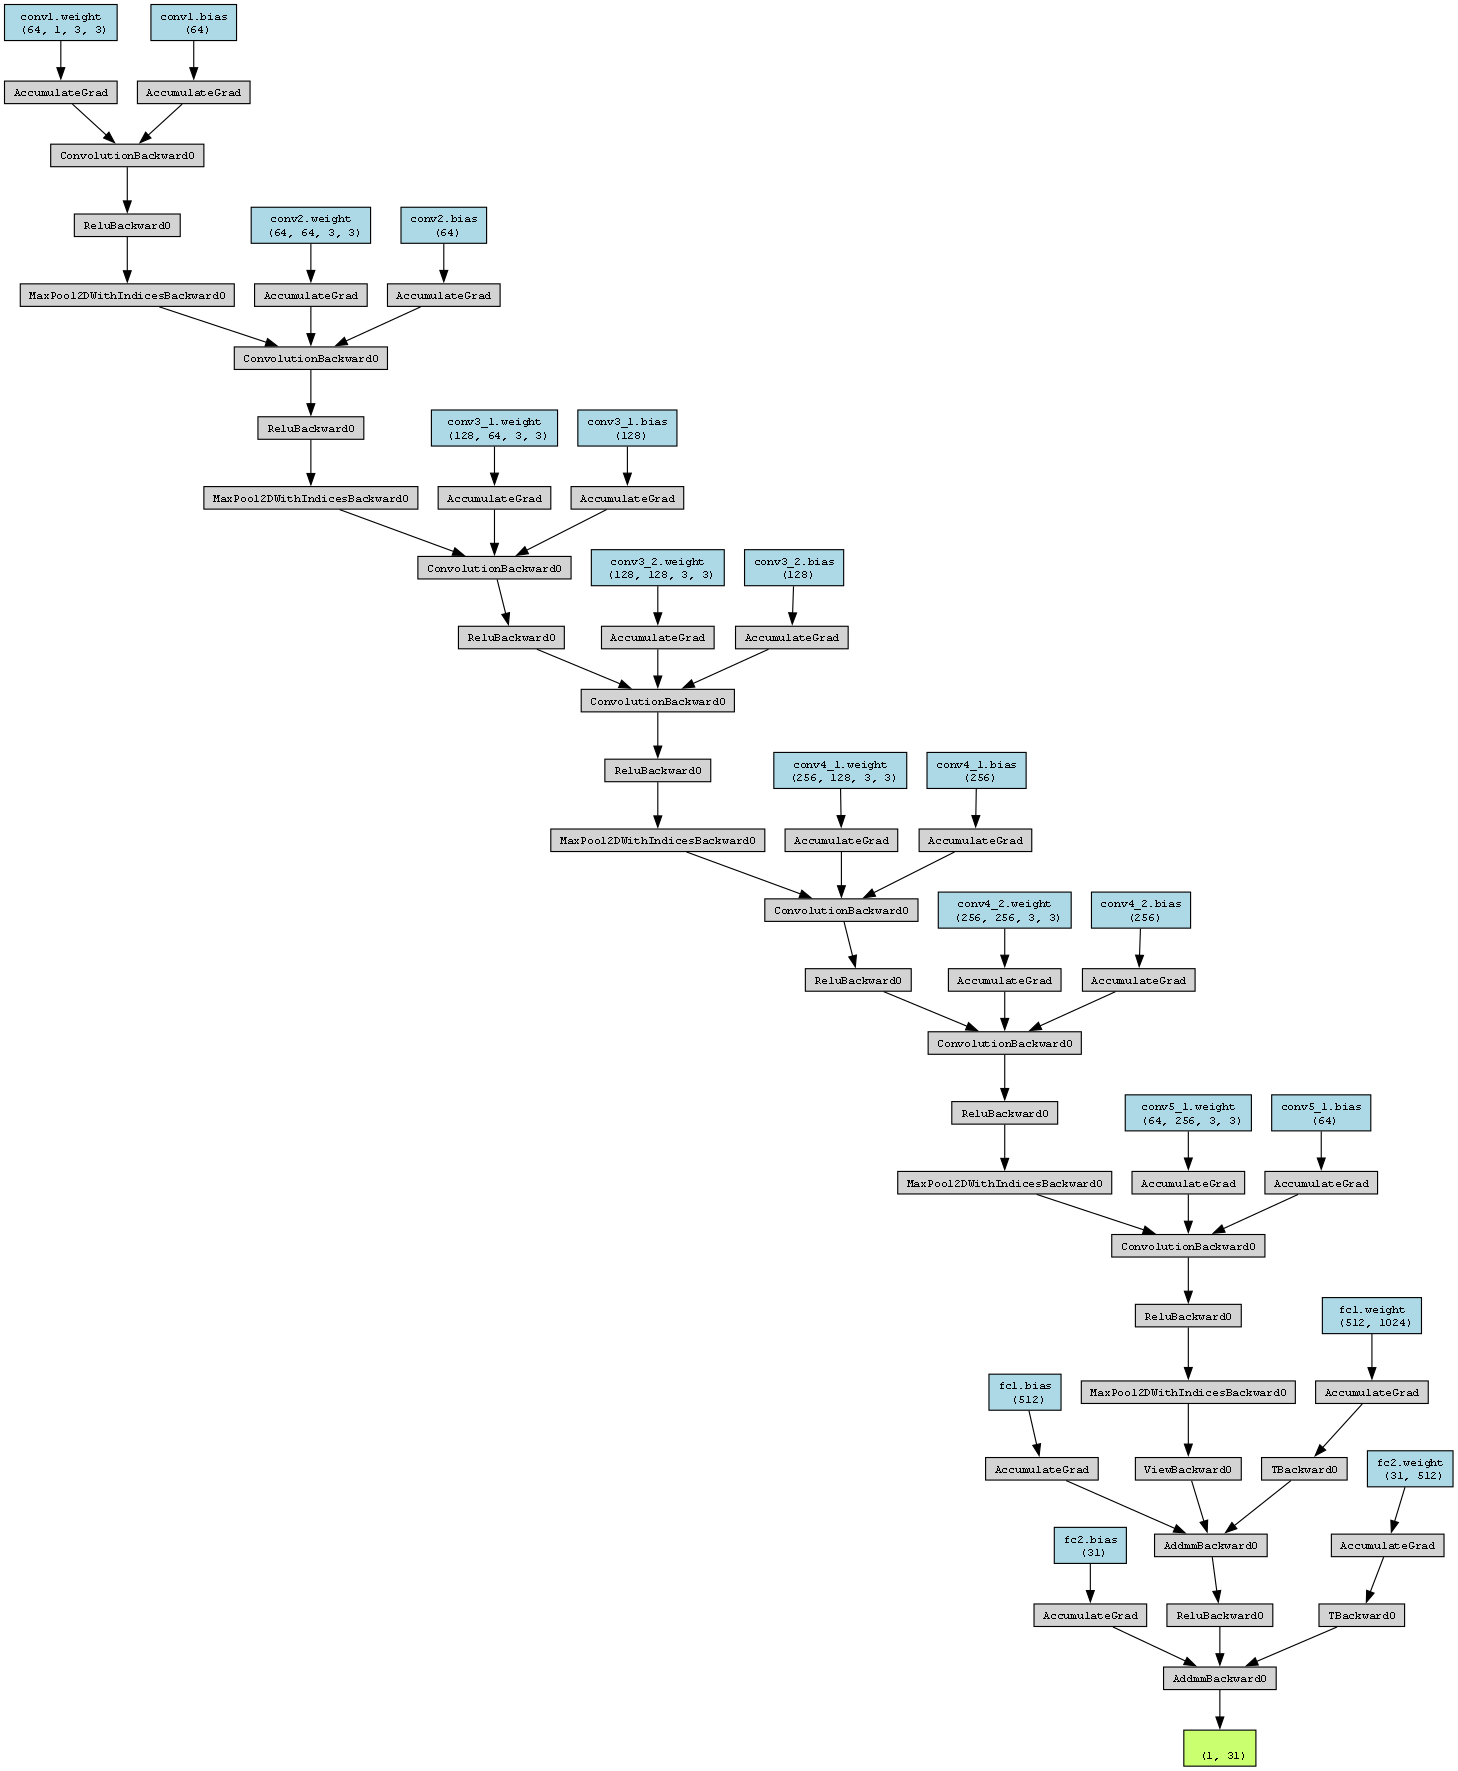 conv1.weight
(64, 1, 3, 3)
conv1.bias
(64)
AccumulateGrad
AccumulateGrad
ConvolutionBackward0
ReluBackward0
conv2.weight
(64, 64, 3, 3)
conv2.bias
(64)
MaxPool2DWithIndicesBackward0
AccumulateGrad
AccumulateGrad
ConvolutionBackward0
ReluBackward0
conv3_1.weight
(128, 64, 3, 3)
conv3_1.bias
(128)
MaxPool2DWithIndicesBackward0
AccumulateGrad
AccumulateGrad
ConvolutionBackward0
conv3_2.weight
(128, 128, 3, 3)
conv3_2.bias
(128)
ReluBackward0
AccumulateGrad
AccumulateGrad
ConvolutionBackward0
ReluBackward0
conv4_1.weight
(256, 128, 3, 3)
conv4_1.bias
(256)
MaxPool2DWithIndicesBackward0
AccumulateGrad
AccumulateGrad
ConvolutionBackward0
conv4_2.weight
(256, 256, 3, 3)
conv4_2.bias
(256)
ReluBackward0
AccumulateGrad
AccumulateGrad
ConvolutionBackward0
ReluBackward0
conv5_1.weight
(64, 256, 3, 3)
conv5_1.bias
(64)
MaxPool2DWithIndicesBackward0
AccumulateGrad
AccumulateGrad
ConvolutionBackward0
ReluBackward0
fc1.weight
(512, 1024)
fc1.bias
(512)
MaxPool2DWithIndicesBackward0
AccumulateGrad
AccumulateGrad
ViewBackward0
TBackward0
fc2.weight
(31, 512)
fc2.bias
(31)
AddmmBackward0
AccumulateGrad
AccumulateGrad
ReluBackward0
TBackward0
AddmmBackward0
(1, 31)